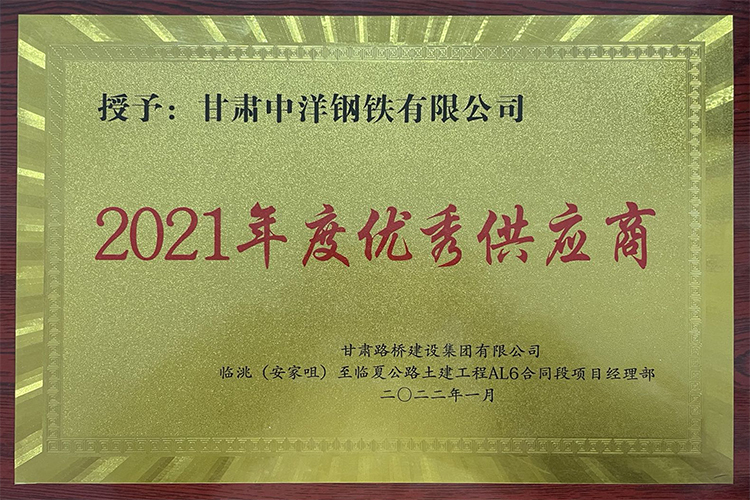 授予：甘肃中洋钢铁有限公司
2021年度优秀供应商
甘肃路桥建设集团有限公司
临洮（安家咀）至临夏公路土建工程AL6合同段项目经理部
二〇二二年一月